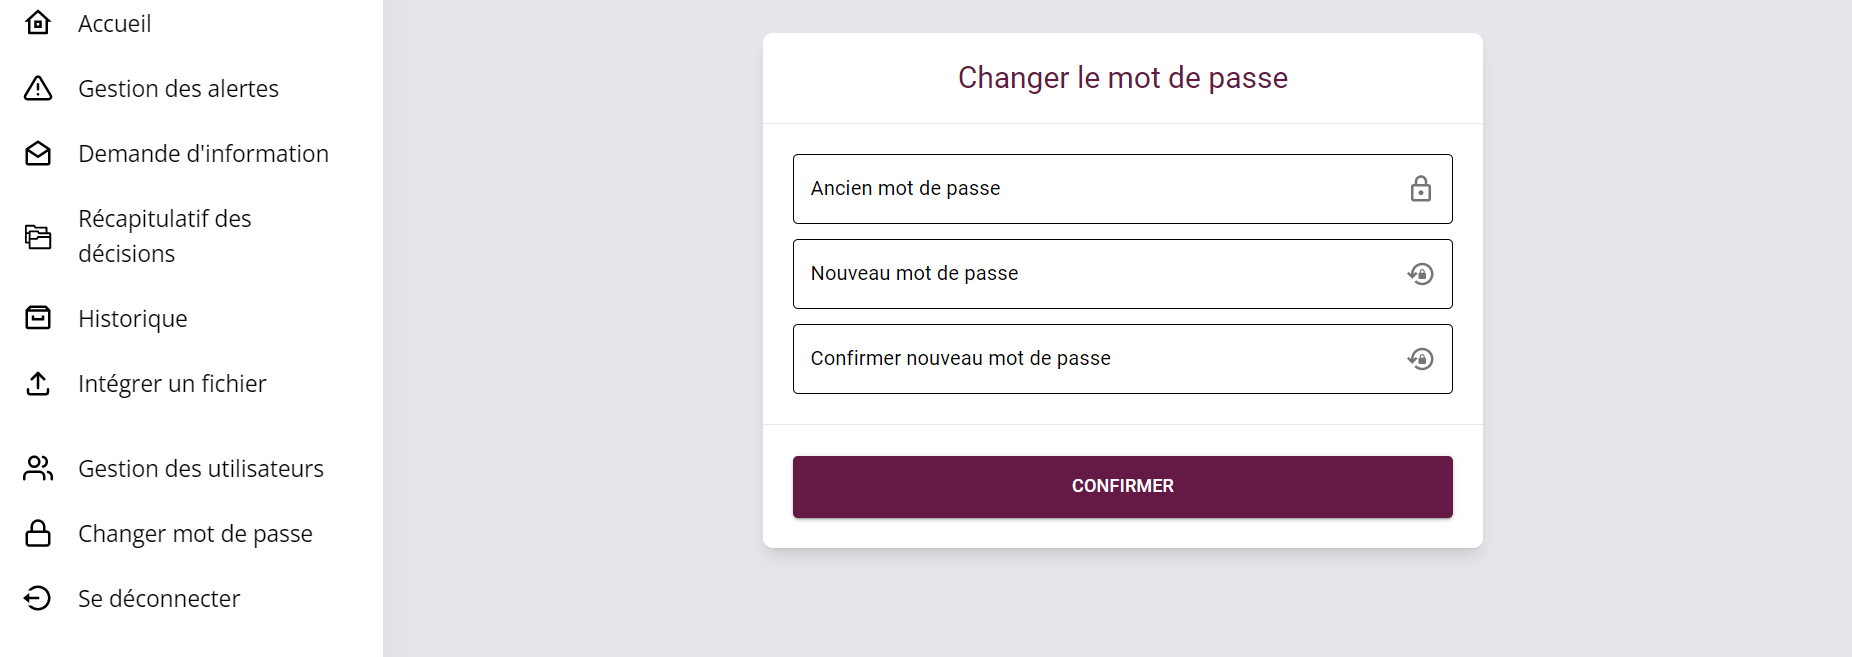 Accueil
Gestion des alertes
Demande d'information
Récapitulatif des
décisions
Historique
Intégrer un fichier
Gestion des utilisateurs
Changer mot de passe
Se déconnecter
Changer le mot de passe
Ancien mot de passe
Nouveau mot de passe
Confirmer nouveau mot de passe
CONFIRMER